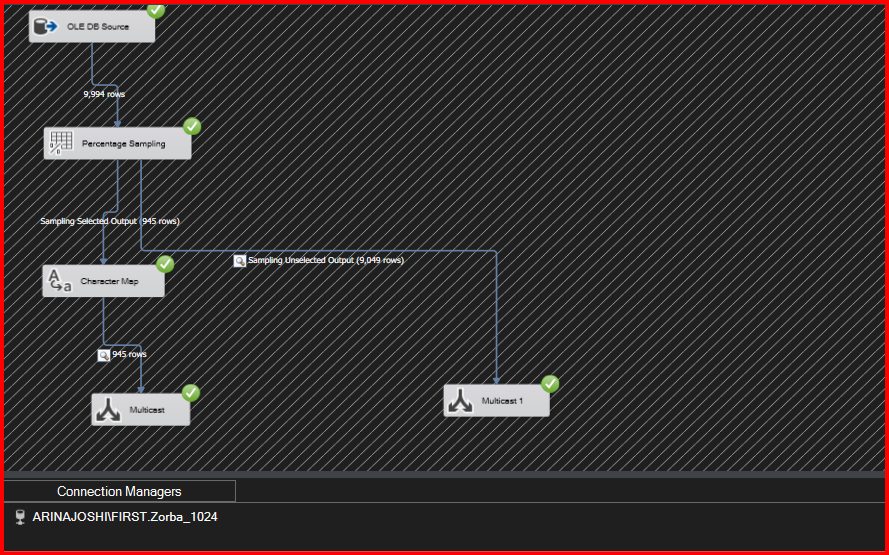 OLE DB Source
9,994 rows
Percentage Sampling
Sampling Selected Output (945 rows)
Sampling Unselected Output (9,049 rows)
Character Map
945 rows
Multicast
Multicast 1
Connection Managers
ARINAJOSHI\FIRST.Zorba_1024